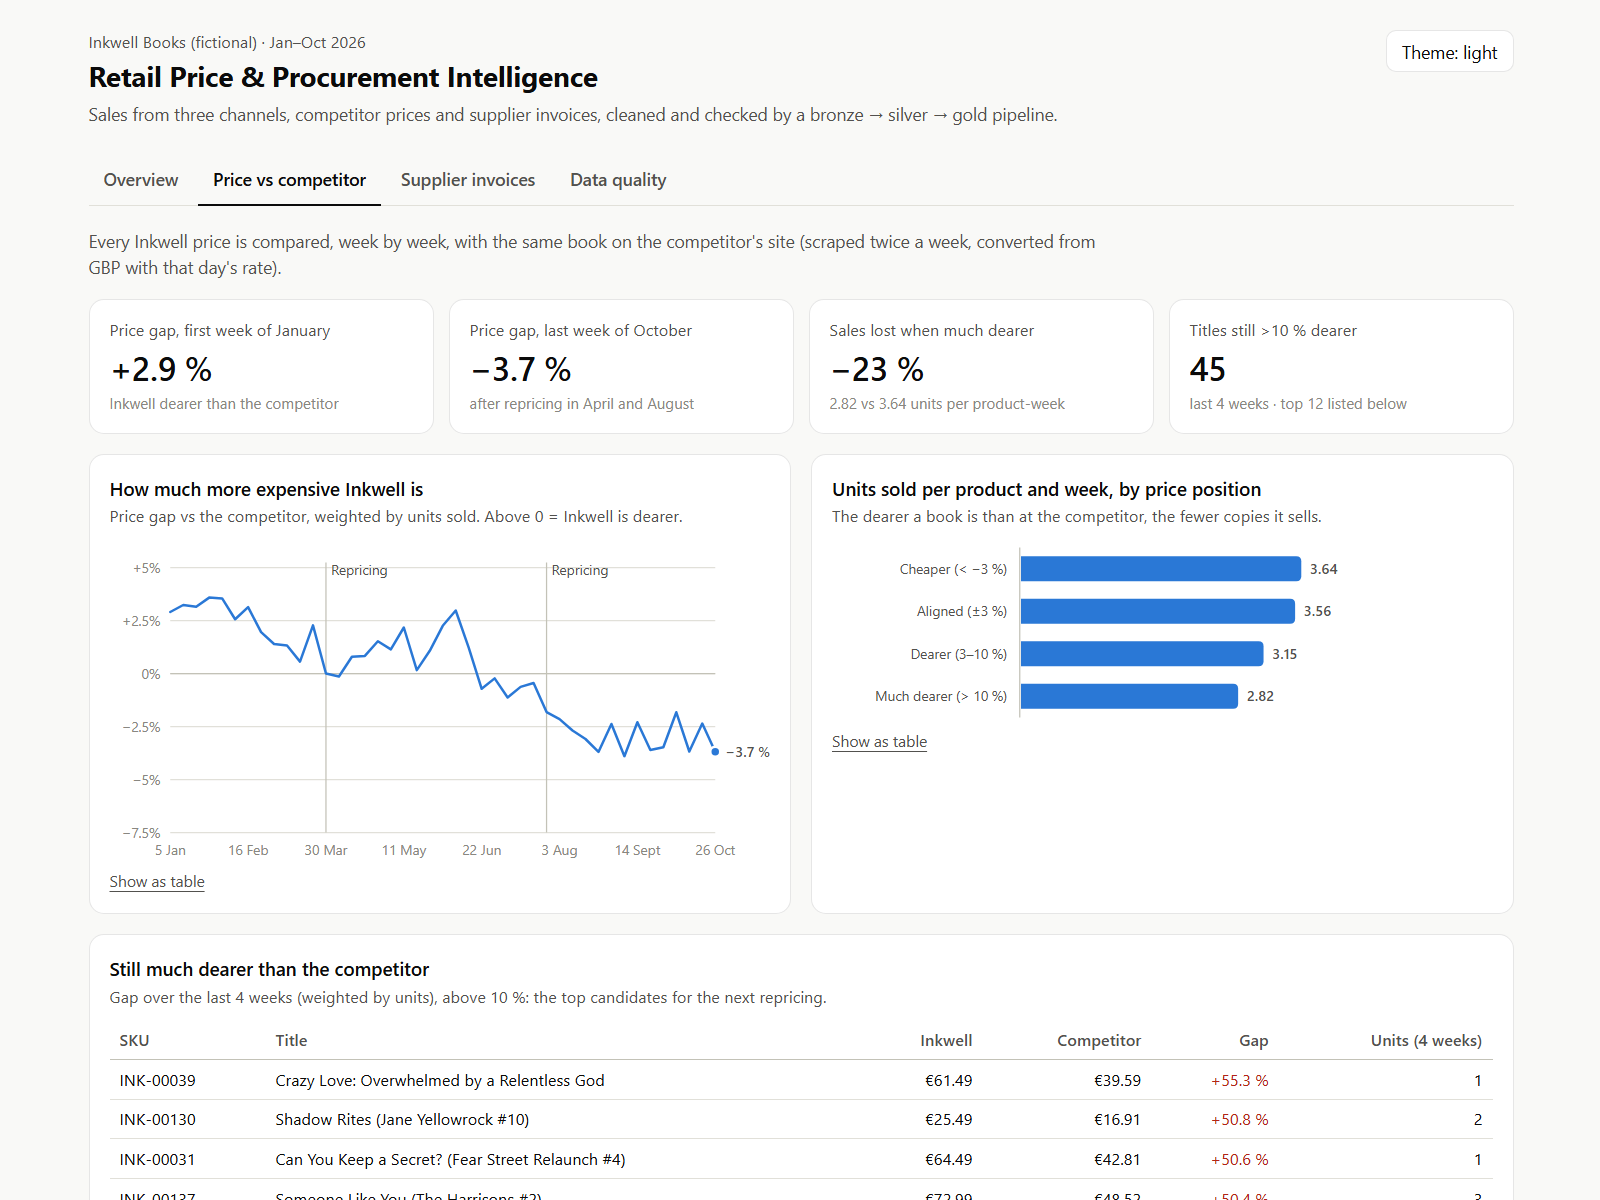 Inkwell Books (fictional) · Jan–Oct 2026
Theme: light
Retail Price & Procurement Intelligence
Sales from three channels, competitor prices and supplier invoices, cleaned and checked by a bronze → silver → gold pipeline.
Overview Price vs competitor Supplier invoices Data quality
Every Inkwell price is compared, week by week, with the same book on the competitor's site (scraped twice a week, converted from
GBP with that day's rate).
Price gap, first week of January
+2.9 %
Inkwell dearer than the competitor
Price gap, last week of October
−3.7 %
after repricing in April and August
Sales lost when much dearer
−23 %
2.82 vs 3.64 units per product-week
Titles still >10 % dearer
45
last 4 weeks · top 12 listed below
How much more expensive Inkwell is
Price gap vs the competitor, weighted by units sold. Above 0 = Inkwell is dearer.
+5%
+2.5%
0%
−2.5%
−5%
−7.5%
Repricing
Repricing
−3.7 %
5 Jan 16 Feb 30 Mar 11 May 22 Jun 3 Aug 14 Sept 26 Oct
Show as table
Units sold per product and week, by price position
The dearer a book is than at the competitor, the fewer copies it sells.
Cheaper (< −3 %) 3.64
Aligned (±3 %) 3.56
Dearer (3–10 %) 3.15
Much dearer (> 10 %) 2.82
Show as table
Still much dearer than the competitor
Gap over the last 4 weeks (weighted by units), above 10 %: the top candidates for the next repricing.
SKU Title Inkwell Competitor Gap Units (4 weeks)
INK-00039 Crazy Love: Overwhelmed by a Relentless God €61.49 €39.59 +55.3 % 1
INK-00130 Shadow Rites (Jane Yellowrock #10) €25.49 €16.91 +50.8 % 2
INK-00031 Can You Keep a Secret? (Fear Street Relaunch #4) €64.49 €42.81 +50.6 % 1
INK-00137 Someone Like You (The Harrisons #2) €72.99 €48.52 +50.4 % 3